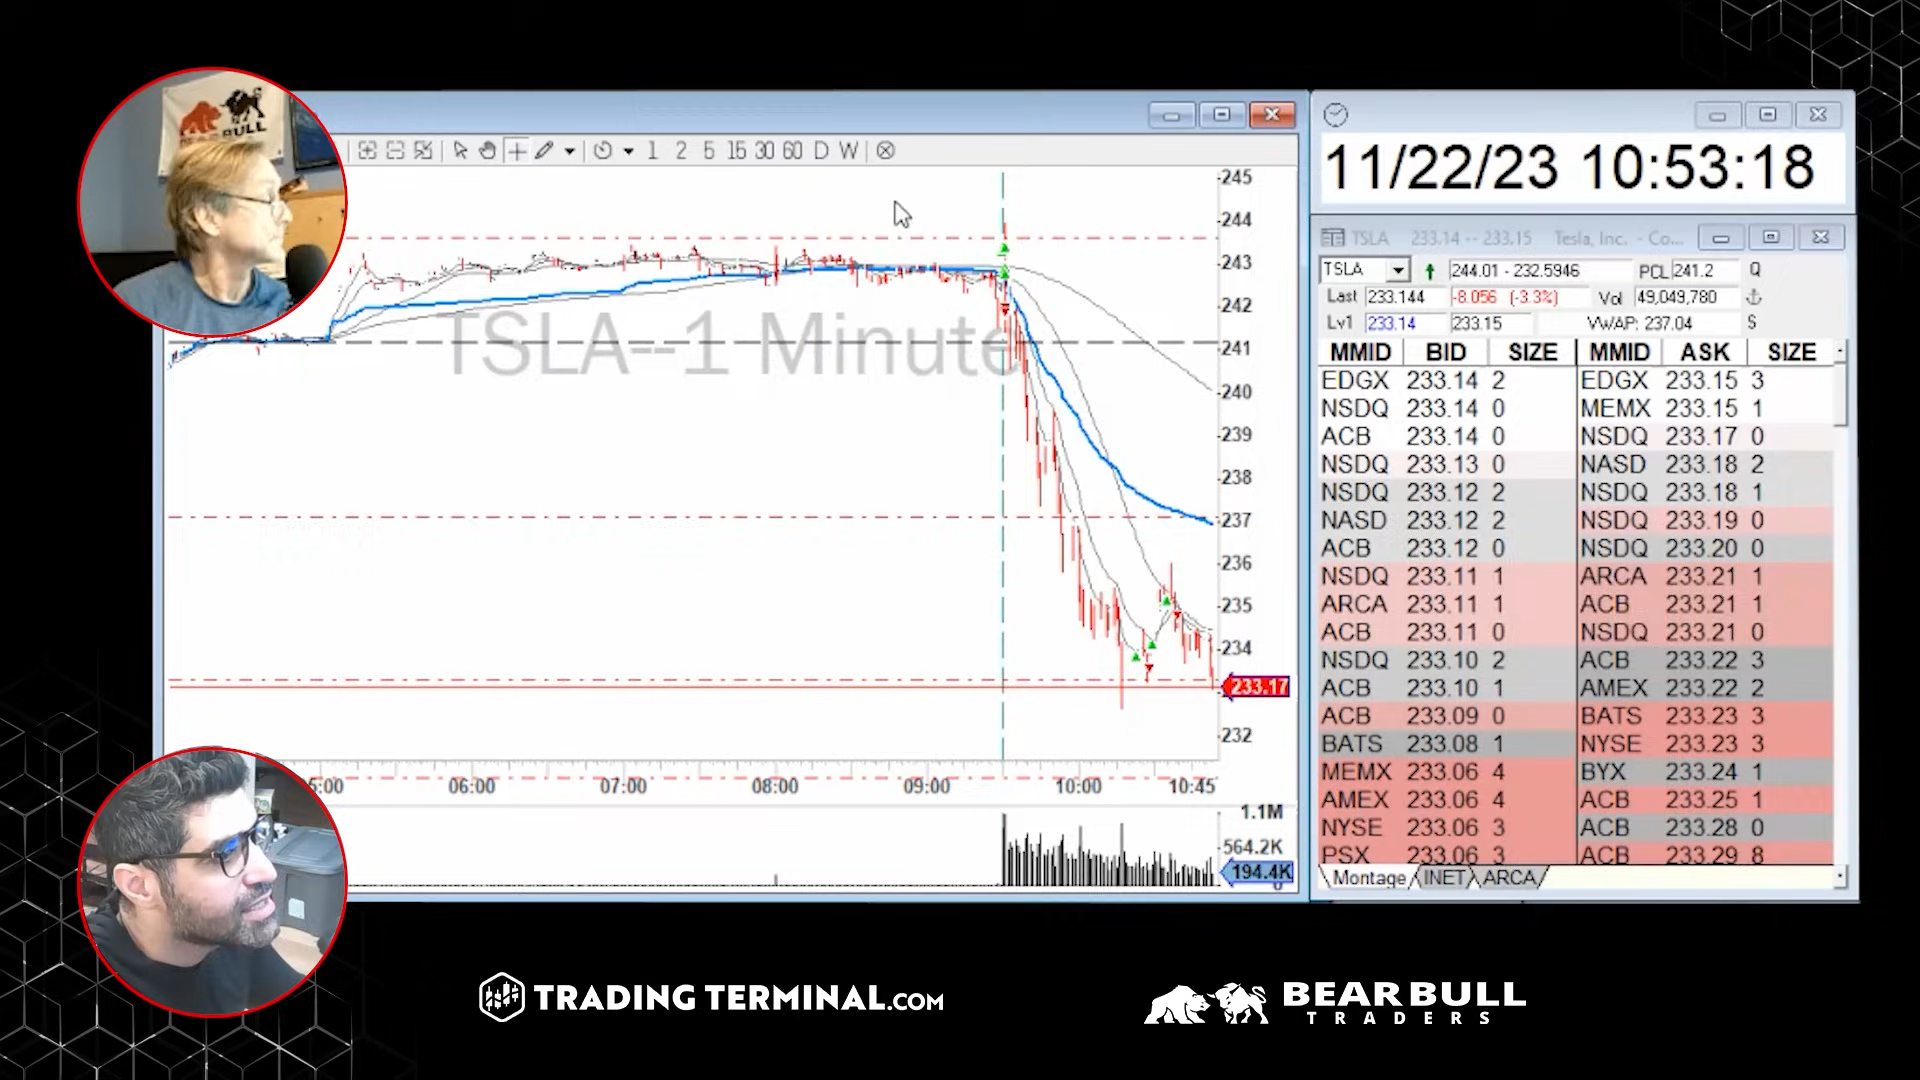 BEAR BULL
1 2 5 15 30 60 D W
TSLA--1 Minute
245
244
243
242
241
240
239
238
237
236
235
234
233.17
232
5:00 06:00 07:00 08:00 09:00 10:00 10:45
1.1M
564.2K
194.4K
0
11/22/23 10:53:18
TSLA 233.14 -- 233.15 Tesla, Inc. - Co...
TSLA 244.01 - 232.5946 PCL 241.2 Q
Last 233.144 -8.056 (-3.3%) Vol 49,049,780
Lv1 233.14 233.15 VWAP: 237.04 S
MMID BID SIZE MMID ASK SIZE
EDGX 233.14 2 EDGX 233.15 3
NSDQ 233.14 0 MEMX 233.15 1
ACB 233.14 0 NSDQ 233.17 0
NSDQ 233.13 0 NASD 233.18 2
NSDQ 233.12 2 NSDQ 233.18 1
NASD 233.12 2 NSDQ 233.19 0
ACB 233.12 0 NSDQ 233.20 0
NSDQ 233.11 1 ARCA 233.21 1
ARCA 233.11 1 ACB 233.21 1
ACB 233.11 0 NSDQ 233.21 0
NSDQ 233.10 2 ACB 233.22 3
ACB 233.10 1 AMEX 233.22 2
ACB 233.09 0 BATS 233.23 3
BATS 233.08 1 NYSE 233.23 3
MEMX 233.06 4 BYX 233.24 1
AMEX 233.06 4 ACB 233.25 1
NYSE 233.06 3 ACB 233.28 0
PSX 233.06 3 ACB 233.29 8
Montage INET ARCA
TRADING TERMINAL.COM
BEAR BULL
TRADERS